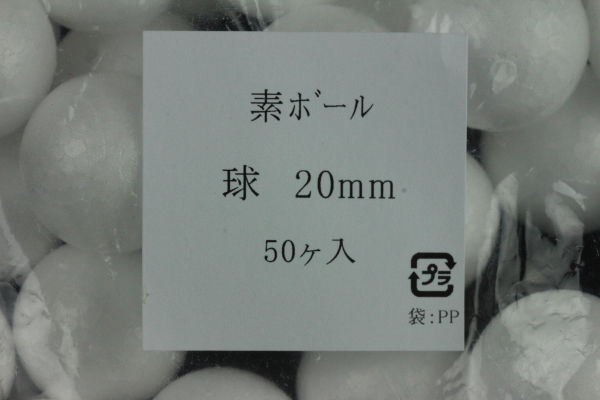 素ボール
球 20mm
50ヶ入
プラ
袋:PP